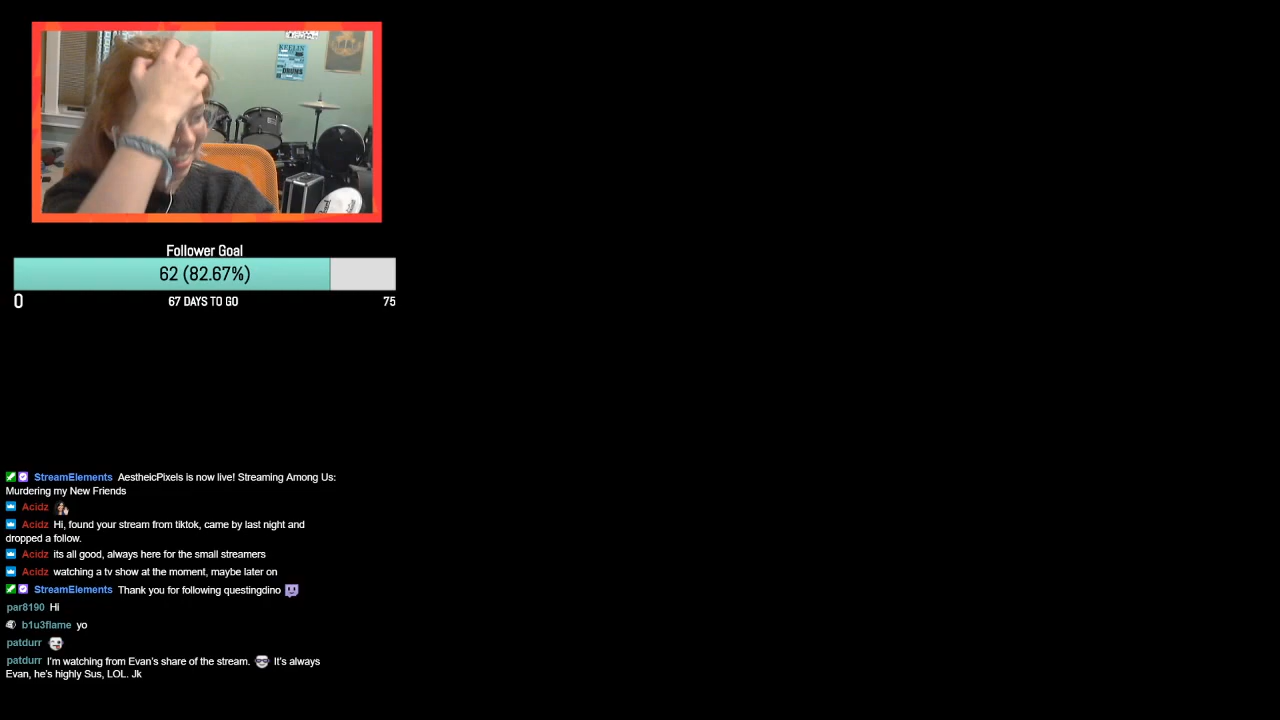 KEELIN'
DRUMS
Follower Goal
62 (82.67%)
0
67 DAYS TO GO
75
StreamElements AestheicPixels is now live! Streaming Among Us:
Murdering my New Friends
Acidz
Acidz Hi, found your stream from tiktok, came by last night and
dropped a follow.
Acidz its all good, always here for the small streamers
Acidz watching a tv show at the moment, maybe later on
StreamElements Thank you for following questingdino
par8190 Hi
b1u3flame yo
patdurr
patdurr I'm watching from Evan's share of the stream. It's always
Evan, he's highly Sus, LOL. Jk